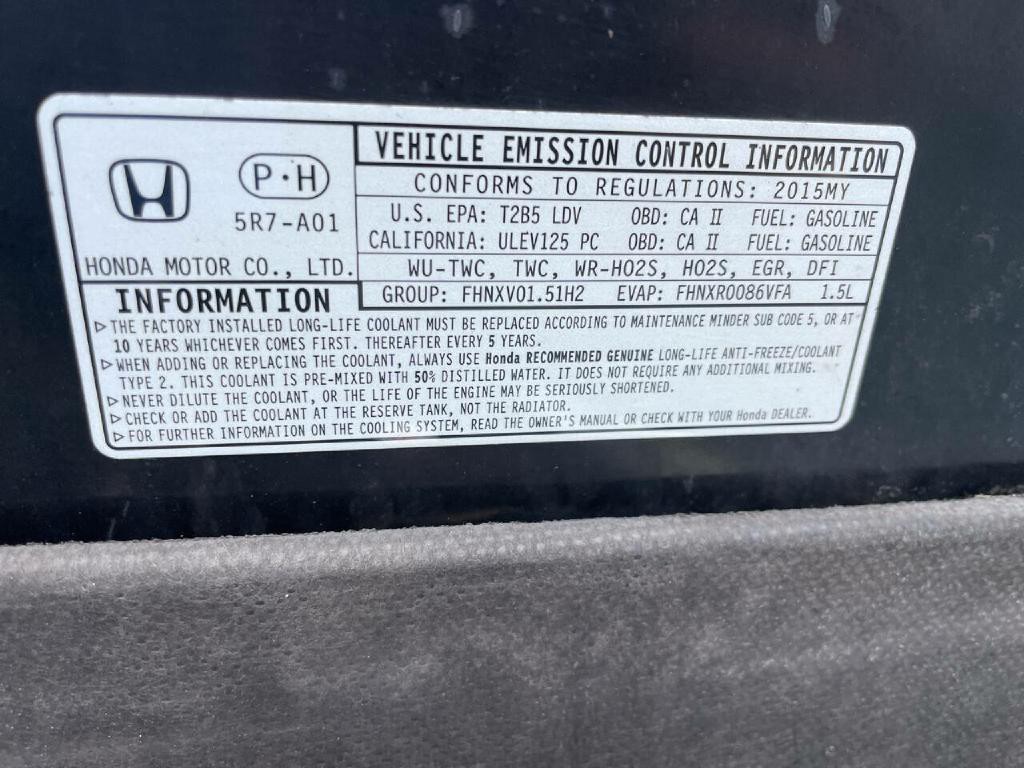 P·H
5R7-A01
HONDA MOTOR CO., LTD.
VEHICLE EMISSION CONTROL INFORMATION
CONFORMS TO REGULATIONS: 2015MY
U.S. EPA: T2B5 LDV OBD: CA II FUEL: GASOLINE
CALIFORNIA: ULEV125 PC OBD: CA II FUEL: GASOLINE
WU-TWC, TWC, WR-HO2S, HO2S, EGR, DFI
GROUP: FHNXV01.51H2 EVAP: FHNXR0086VFA 1.5L
INFORMATION
▷THE FACTORY INSTALLED LONG-LIFE COOLANT MUST BE REPLACED ACCORDING TO MAINTENANCE MINDER SUB CODE 5, OR AT
10 YEARS WHICHEVER COMES FIRST. THEREAFTER EVERY 5 YEARS.
▷WHEN ADDING OR REPLACING THE COOLANT, ALWAYS USE Honda RECOMMENDED GENUINE LONG-LIFE ANTI-FREEZE/COOLANT
TYPE 2. THIS COOLANT IS PRE-MIXED WITH 50% DISTILLED WATER. IT DOES NOT REQUIRE ANY ADDITIONAL MIXING.
▷NEVER DILUTE THE COOLANT, OR THE LIFE OF THE ENGINE MAY BE SERIOUSLY SHORTENED.
▷CHECK OR ADD THE COOLANT AT THE RESERVE TANK, NOT THE RADIATOR.
▷FOR FURTHER INFORMATION ON THE COOLING SYSTEM, READ THE OWNER'S MANUAL OR CHECK WITH YOUR Honda DEALER.